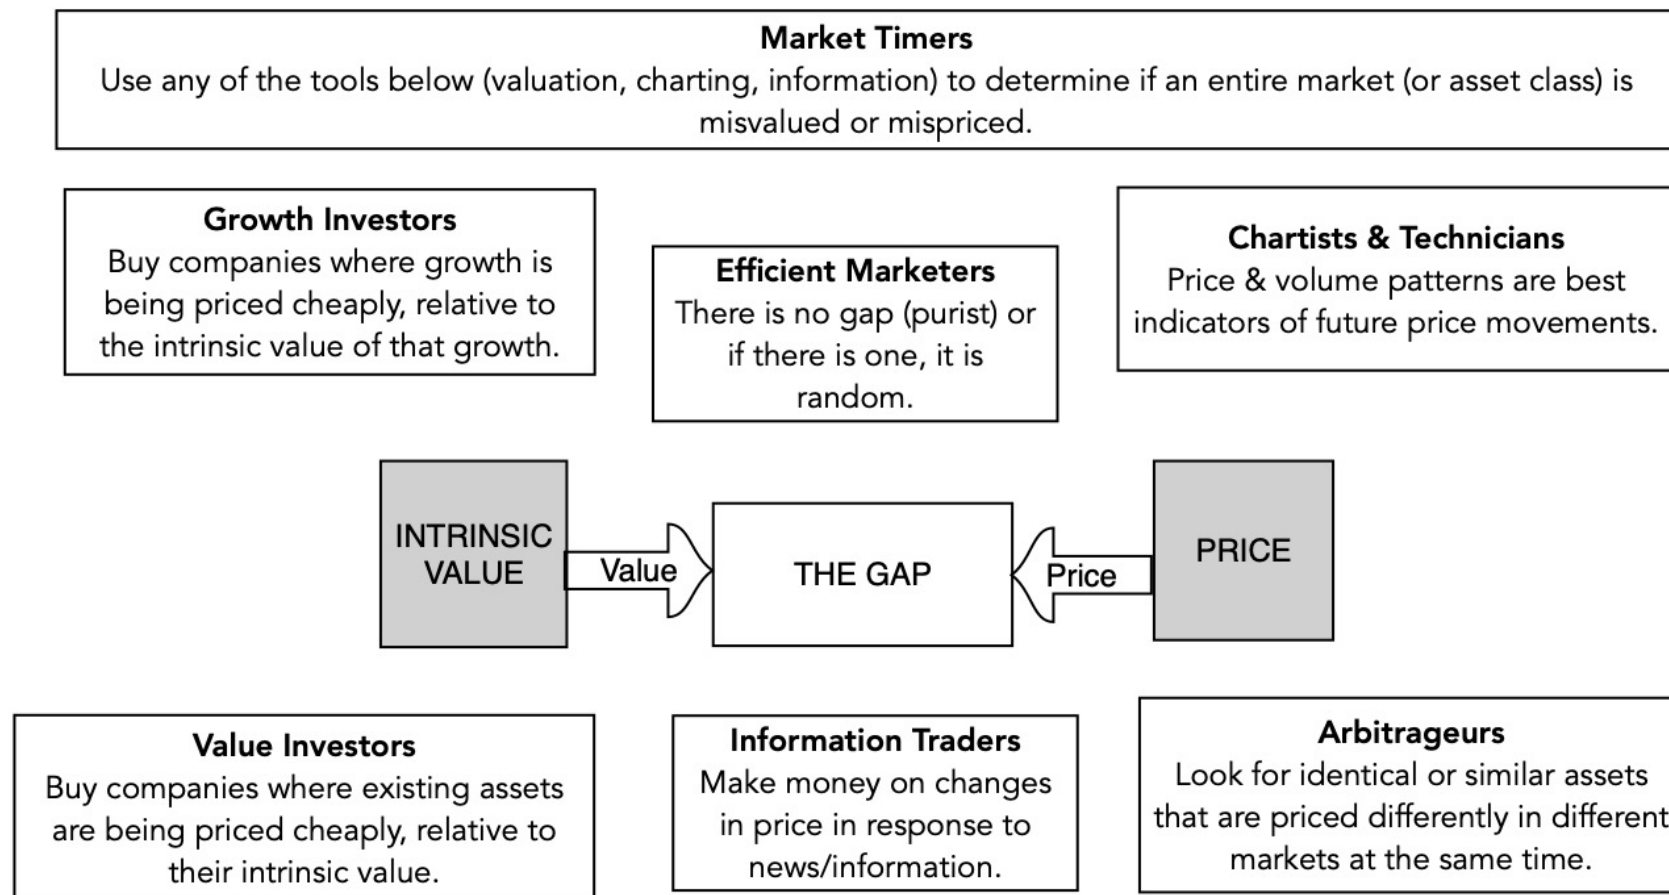 Market Timers
Use any of the tools below (valuation, charting, information) to determine if an entire market (or asset class) is
misvalued or mispriced.
Growth Investors
Buy companies where growth is
being priced cheaply, relative to
the intrinsic value of that growth.
Efficient Marketers
There is no gap (purist) or
if there is one, it is
random.
Chartists & Technicians
Price & volume patterns are best
indicators of future price movements.
INTRINSIC
VALUE
Value
THE GAP
Price
PRICE
Value Investors
Buy companies where existing assets
are being priced cheaply, relative to
their intrinsic value.
Information Traders
Make money on changes
in price in response to
news/information.
Arbitrageurs
Look for identical or similar assets
that are priced differently in different
markets at the same time.